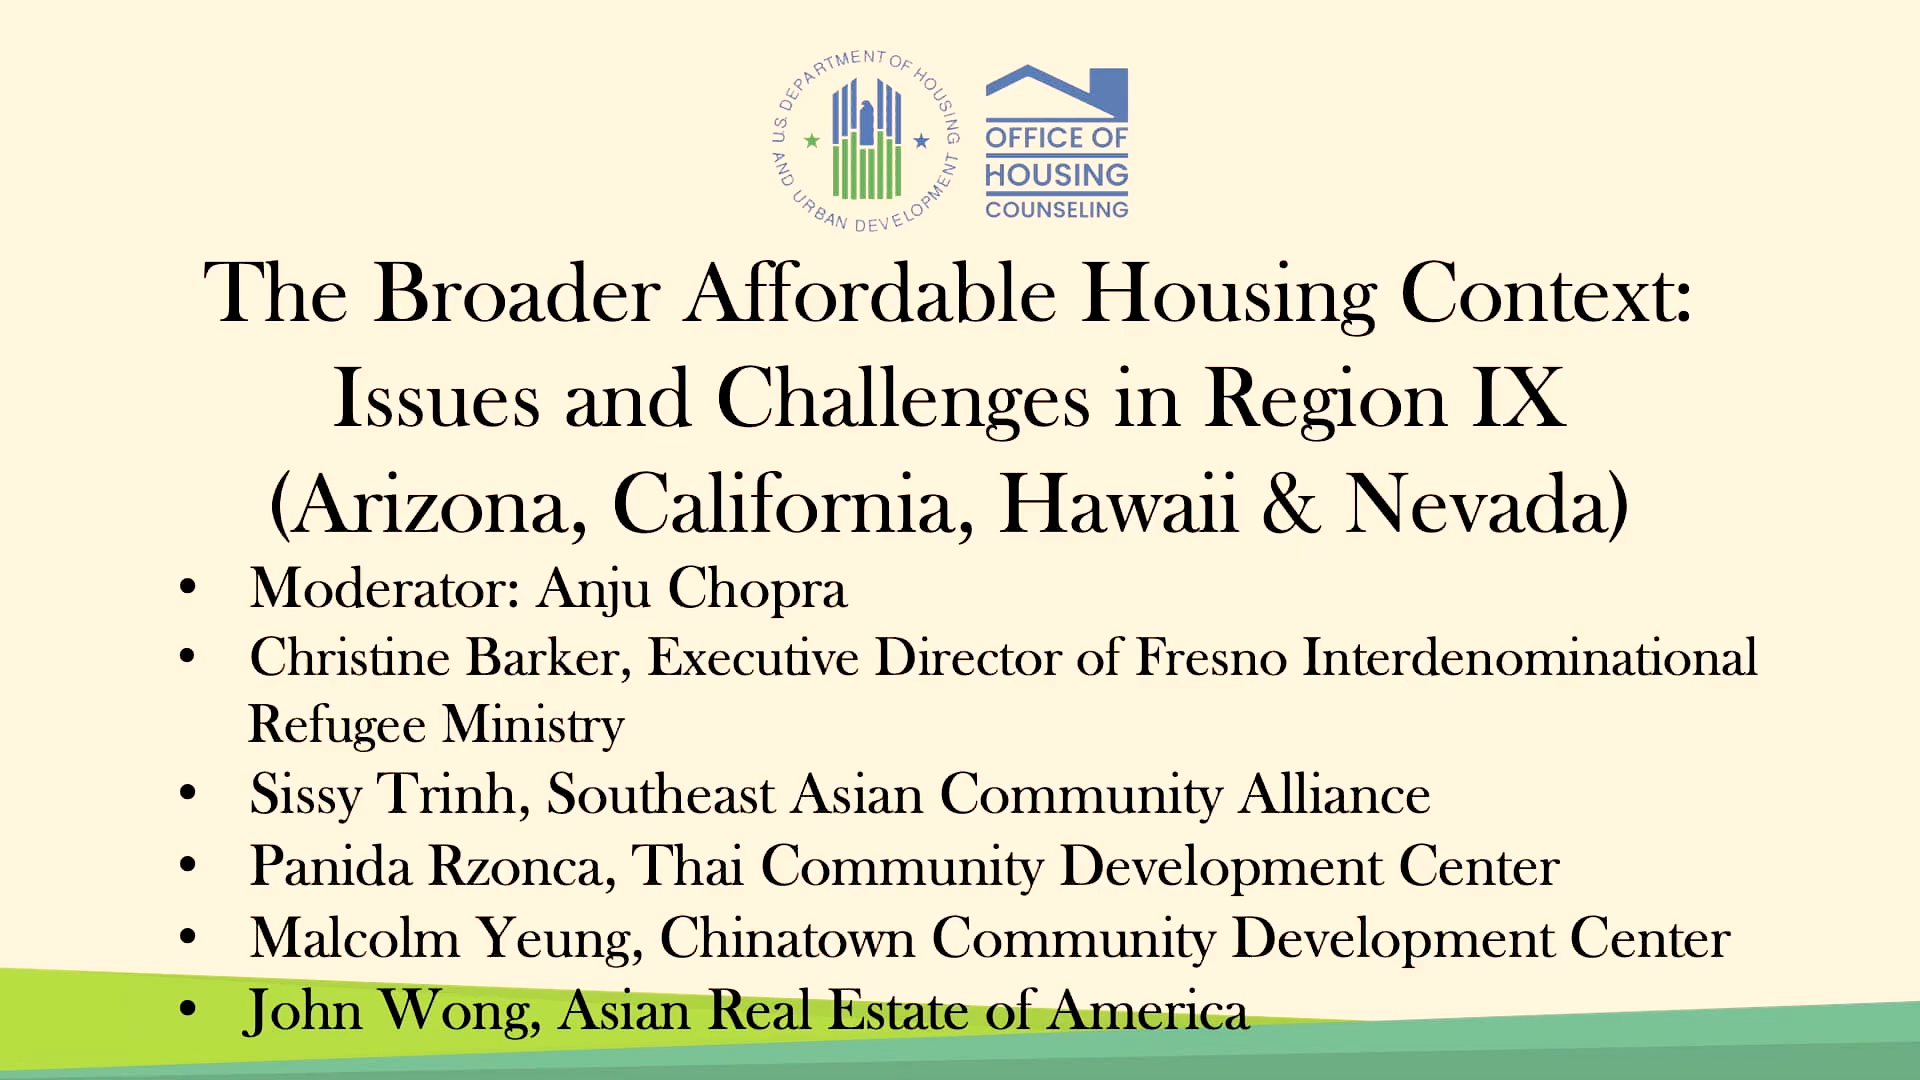 U.S. DEPARTMENT OF HOUSING AND URBAN DEVELOPMENT
OFFICE OF
HOUSING
COUNSELING
The Broader Affordable Housing Context:
Issues and Challenges in Region IX
(Arizona, California, Hawaii & Nevada)
• Moderator: Anju Chopra
• Christine Barker, Executive Director of Fresno Interdenominational
Refugee Ministry
• Sissy Trinh, Southeast Asian Community Alliance
• Panida Rzonca, Thai Community Development Center
• Malcolm Yeung, Chinatown Community Development Center
• John Wong, Asian Real Estate of America